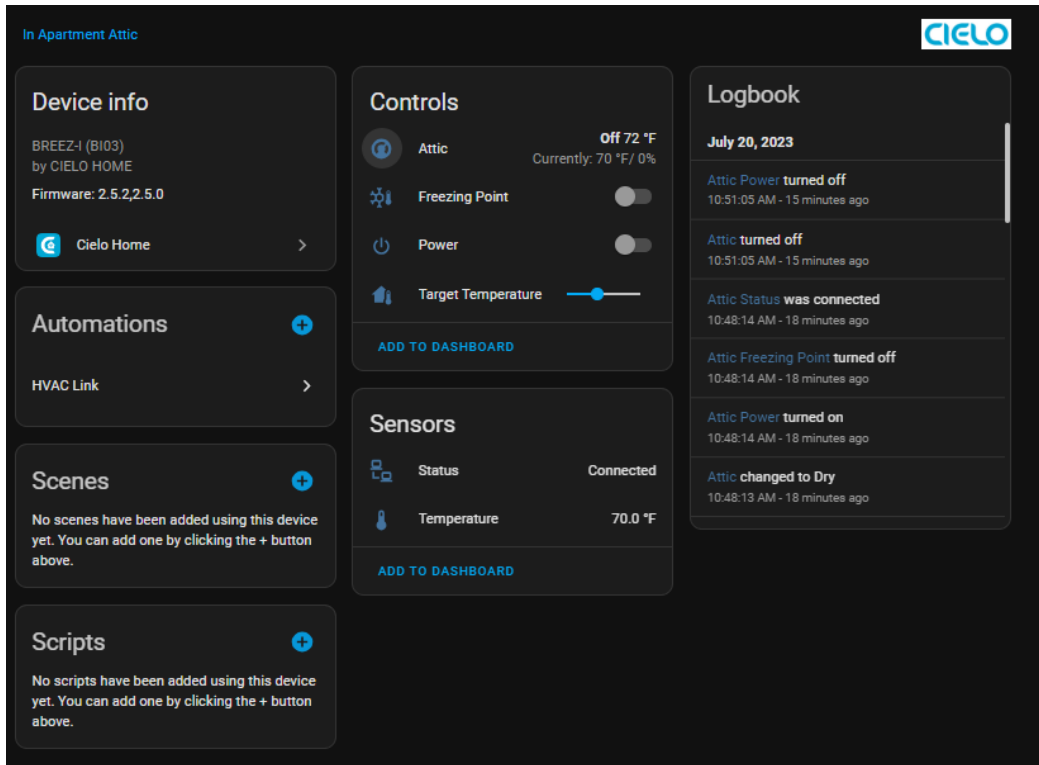 In Apartment Attic
CIELO
Device info
BREEZ-I (BI03)
by CIELO HOME
Firmware: 2.5.2,2.5.0
Cielo Home
Automations
HVAC Link
Scenes
No scenes have been added using this device
yet. You can add one by clicking the + button
above.
Scripts
No scripts have been added using this device
yet. You can add one by clicking the + button
above.
Controls
Attic
Off 72 °F
Currently: 70 °F/ 0%
Freezing Point
Power
Target Temperature
ADD TO DASHBOARD
Sensors
Status Connected
Temperature 70.0 °F
ADD TO DASHBOARD
Logbook
July 20, 2023
Attic Power turned off
10:51:05 AM - 15 minutes ago
Attic turned off
10:51:05 AM - 15 minutes ago
Attic Status was connected
10:48:14 AM - 18 minutes ago
Attic Freezing Point turned off
10:48:14 AM - 18 minutes ago
Attic Power turned on
10:48:14 AM - 18 minutes ago
Attic changed to Dry
10:48:13 AM - 18 minutes ago